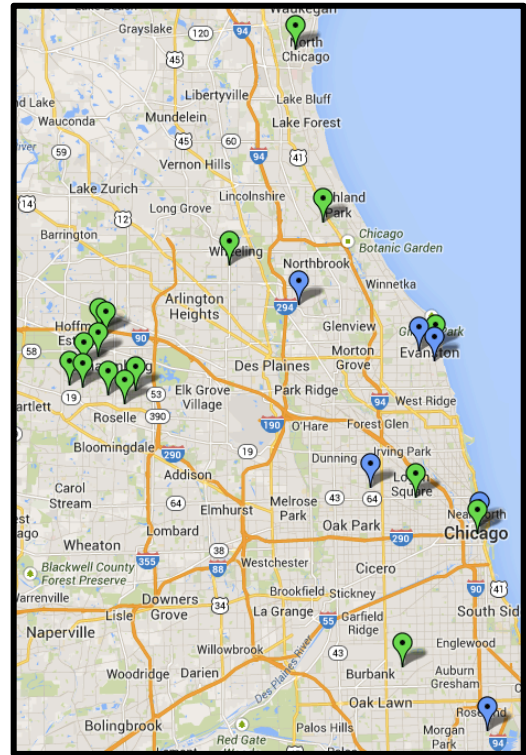 Waukegan
Grayslake
120
94
North
Chicago
45
Libertyville
Lake Bluff
Wauconda
Mundelein
Lake Forest
59
45
60
41
94
Vernon Hills
Lake Zurich
14
Lincolnshire
12
Long Grove
Park
Barrington
Chicago
Botanic Garden
Northbrook
Winnetka
Arlington
Heights
294
90
Glenview
Evanston
58
Des Plaines
Morton
Grove
Park Ridge
94
West Ridge
19
53
Elk Grove
Village
Roselle
390
190
O'Hare
Forest Glen
Bloomingdale
290
19
Dunning
Irving Park
Addison
Square
Carol
Stream
64
Melrose
Park
43
64
Elmhurst
Oak Park
Chicago
Lombard
290
Wheaton
38
Cicero
355
88
Westchester
Blackwell County
Forest Preserve
90
41
Brookfield
Stickney
Downers
Grove
34
La Grange
Garfield
Ridge
South Sid
Naperville
Lisle
55
Englewood
Willowbrook
43
Woodridge
Darien
Des Plaines River
Burbank
Auburn
Gresham
Oak Lawn
Bolingbrook
Red Gate
Palos Hills
Morgan
Park
94